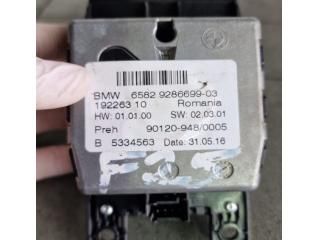 BMW 6582 9286699-03
192263 10 Romania
HW: 01.01.00 SW: 02.03.01
Preh 90120-948/0005
B 5334563 Date: 31.05.16